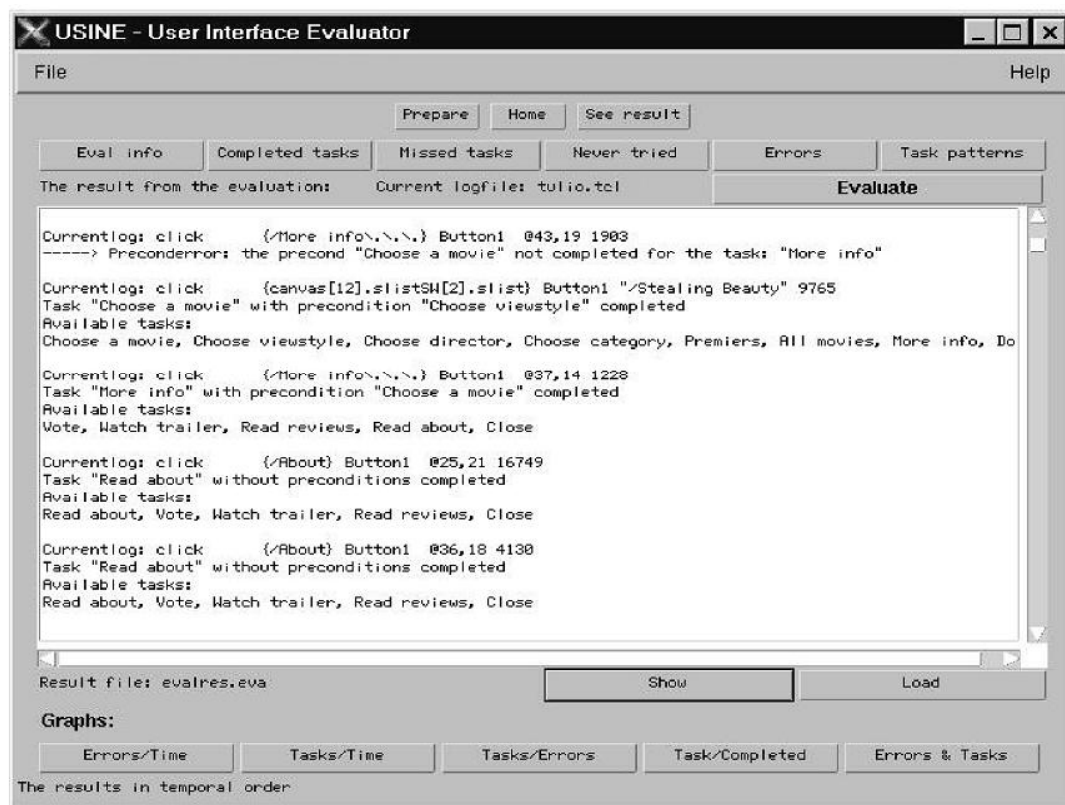 USINE - User Interface Evaluator
File Help
Prepare Home See result
Eval info Completed tasks Missed tasks Never tried Errors Task patterns
The result from the evaluation: Current logfile: tulio.tcl Evaluate
Currentlog: click {/More info\.\.\.} Button1 @43,19 1903
-----> Preconderror: the precond "Choose a movie" not completed for the task: "More info"
Currentlog: click {canvas[12].slistSW[2].slist} Button1 "/Stealing Beauty" 9765
Task "Choose a movie" with precondition "Choose viewstyle" completed
Available tasks:
Choose a movie, Choose viewstyle, Choose director, Choose category, Premiers, All movies, More info, Do
Currentlog: click {/More info\.\.\.} Button1 @37,14 1228
Task "More info" with precondition "Choose a movie" completed
Available tasks:
Vote, Watch trailer, Read reviews, Read about, Close
Currentlog: click {/About} Button1 @25,21 16749
Task "Read about" without preconditions completed
Available tasks:
Read about, Vote, Watch trailer, Read reviews, Close
Currentlog: click {/About} Button1 @36,18 4130
Task "Read about" without preconditions completed
Available tasks:
Read about, Vote, Watch trailer, Read reviews, Close
Result file: evalres.eva Show Load
Graphs:
Errors/Time Tasks/Time Tasks/Errors Task/Completed Errors & Tasks
The results in temporal order